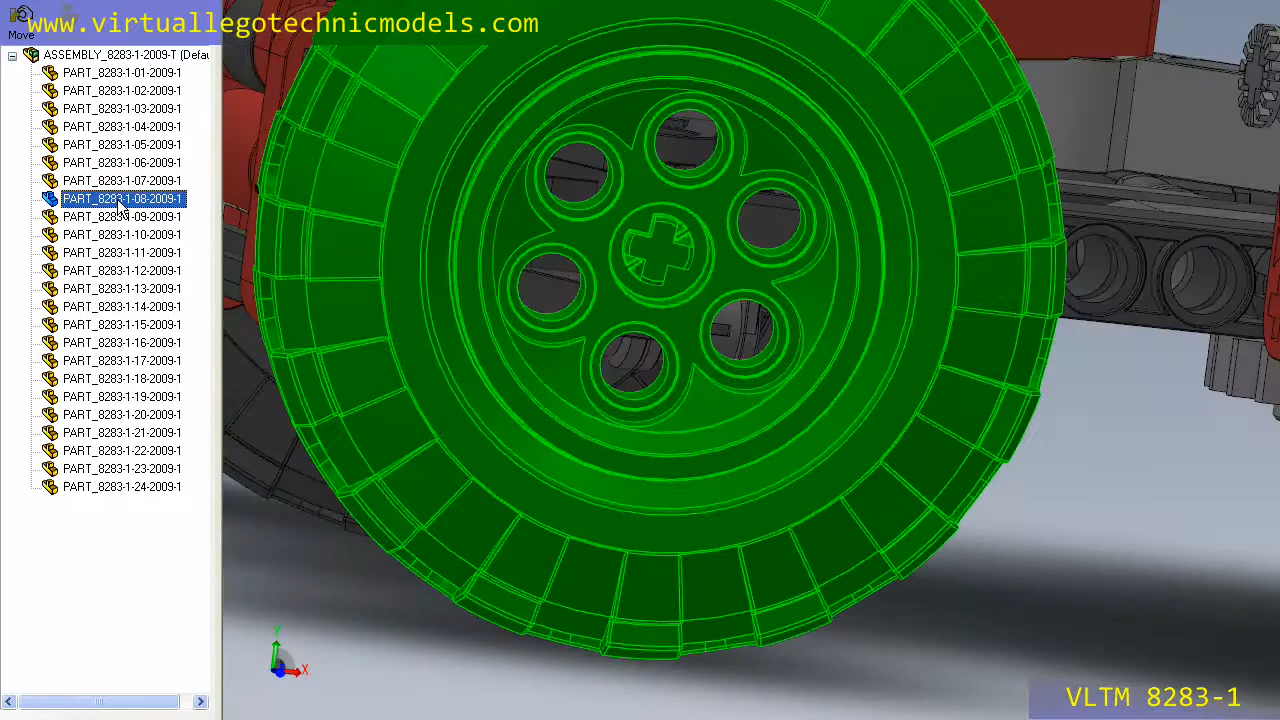 www.virtuallegotechnicmodels.com
Move
ASSEMBLY_8283-1-2009-T (Defau
PART_8283-1-01-2009-1
PART_8283-1-02-2009-1
PART_8283-1-03-2009-1
PART_8283-1-04-2009-1
PART_8283-1-05-2009-1
PART_8283-1-06-2009-1
PART_8283-1-07-2009-1
PART_8283-1-08-2009-1
PART_8283-1-09-2009-1
PART_8283-1-10-2009-1
PART_8283-1-11-2009-1
PART_8283-1-12-2009-1
PART_8283-1-13-2009-1
PART_8283-1-14-2009-1
PART_8283-1-15-2009-1
PART_8283-1-16-2009-1
PART_8283-1-17-2009-1
PART_8283-1-18-2009-1
PART_8283-1-19-2009-1
PART_8283-1-20-2009-1
PART_8283-1-21-2009-1
PART_8283-1-22-2009-1
PART_8283-1-23-2009-1
PART_8283-1-24-2009-1
Y
X
VLTM 8283-1